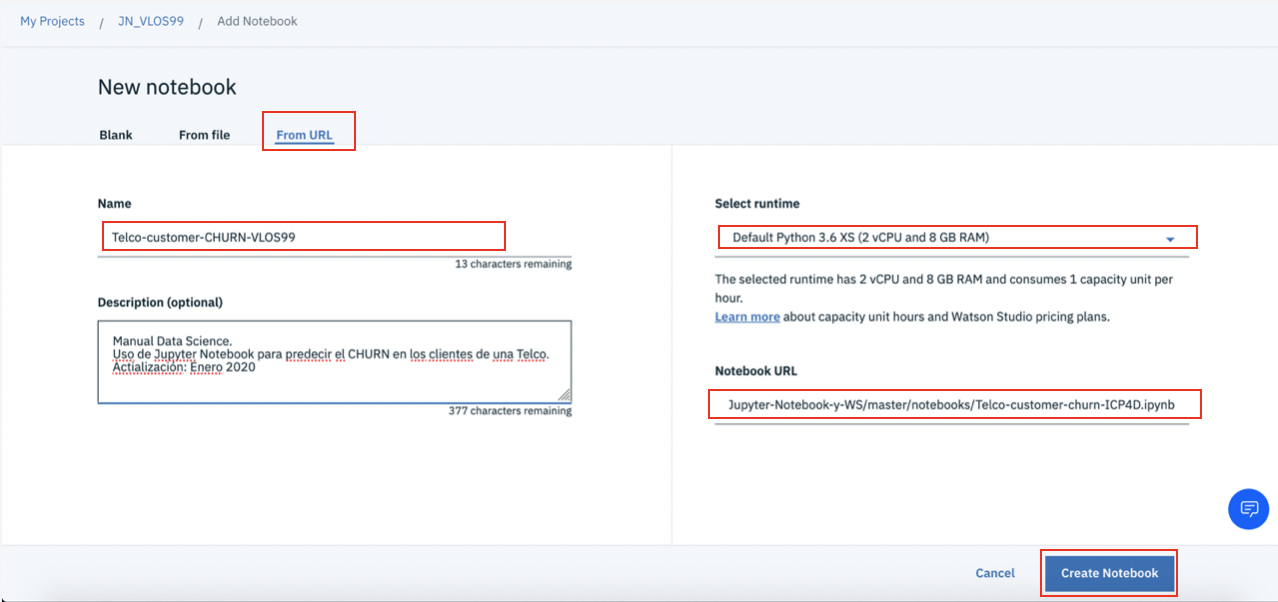 My Projects / JN_VLOS99 / Add Notebook
New notebook
Blank From file From URL
Name
Telco-customer-CHURN-VLOS99
13 characters remaining
Description (optional)
Manual Data Science.
Uso de Jupyter Notebook para predecir el CHURN en los clientes de una Telco.
Actialización: Enero 2020
377 characters remaining
Select runtime
Default Python 3.6 XS (2 vCPU and 8 GB RAM)
The selected runtime has 2 vCPU and 8 GB RAM and consumes 1 capacity unit per
hour.
Learn more about capacity unit hours and Watson Studio pricing plans.
Notebook URL
Jupyter-Notebook-y-WS/master/notebooks/Telco-customer-churn-ICP4D.ipynb
Cancel Create Notebook